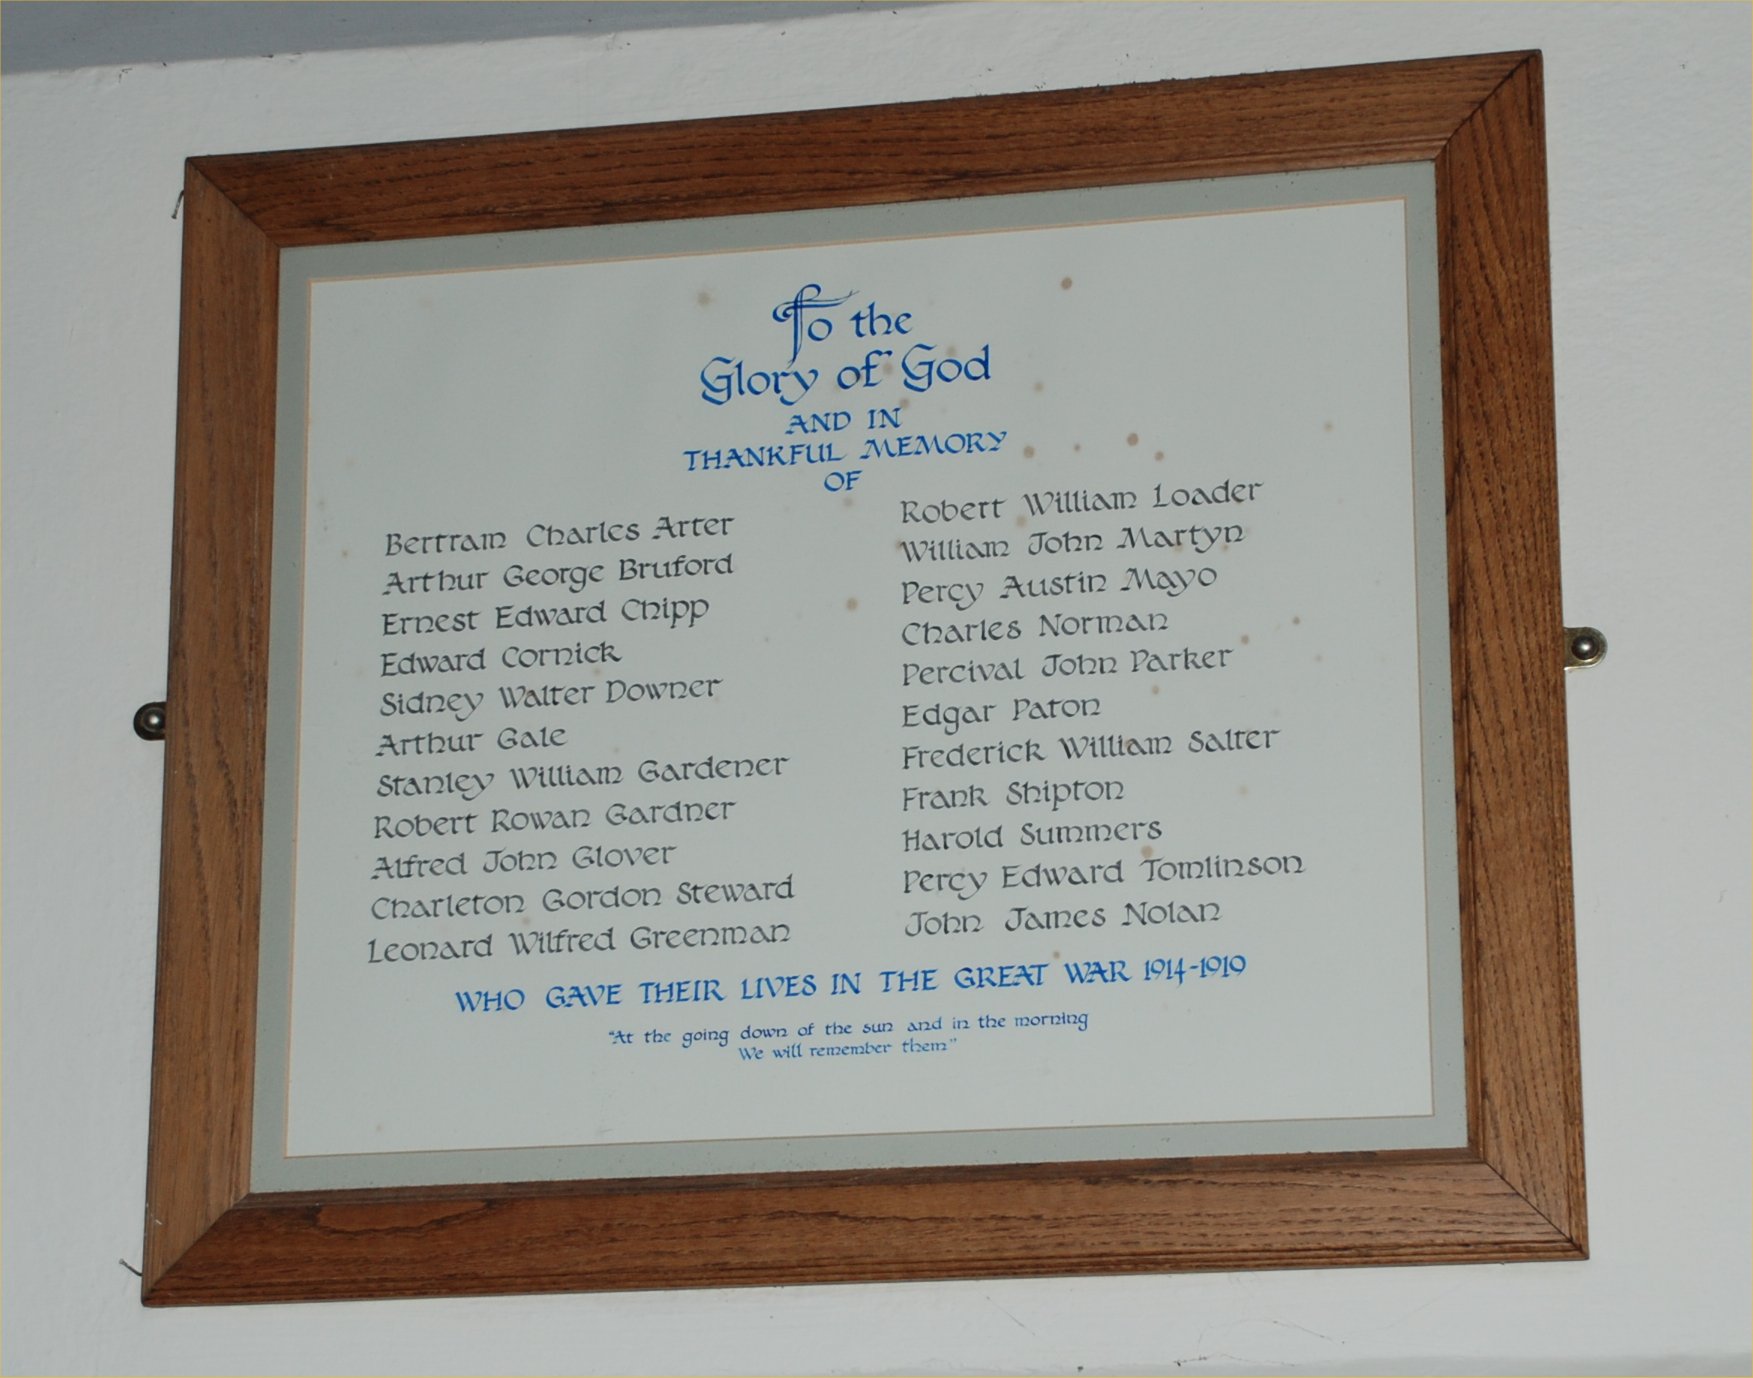 To the
Glory of God
AND IN
THANKFUL MEMORY
OF
Bertram Charles Arter
Arthur George Bruford
Ernest Edward Chipp
Edward Cornick
Sidney Walter Downer
Arthur Gale
Stanley William Gardener
Robert Rowan Gardner
Alfred John Glover
Charleton Gordon Steward
Leonard Wilfred Greenman
Robert William Loader
William John Martyn
Percy Austin Mayo
Charles Norman
Percival John Parker
Edgar Paton
Frederick William Salter
Frank Shipton
Harold Summers
Percy Edward Tomlinson
John James Nolan
WHO GAVE THEIR LIVES IN THE GREAT WAR 1914-1919
"At the going down of the sun and in the morning
We will remember them"